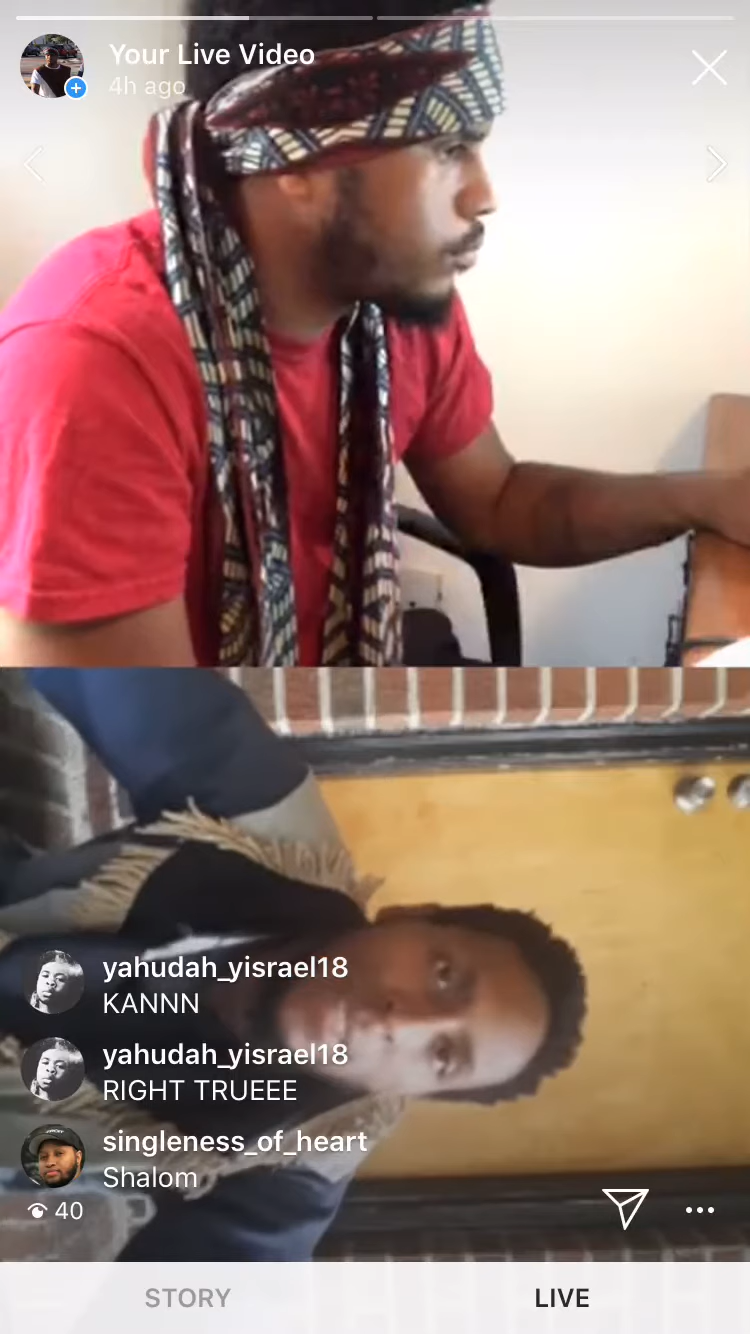 Your Live Video
4h ago
yahudah_yisrael18
KANNN
yahudah_yisrael18
RIGHT TRUEEE
singleness_of_heart
Shalom
40
STORY
LIVE